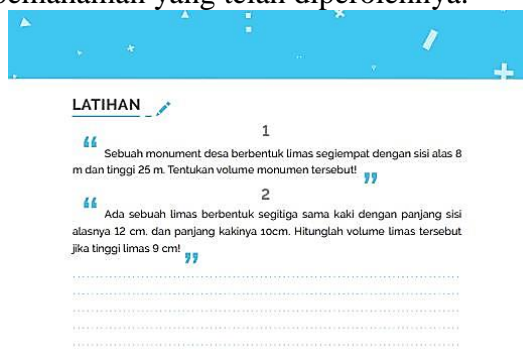 pemahaman yang telah diperolehnya.
LATIHAN
1
“ Sebuah monument desa berbentuk limas segiempat dengan sisi alas 8
m dan tinggi 25 m. Tentukan volume monumen tersebut! ”
2
“ Ada sebuah limas berbentuk segitiga sama kaki dengan panjang sisi
alasnya 12 cm. dan panjang kakinya 10cm. Hitunglah volume limas tersebut
jika tinggi limas 9 cm! ”